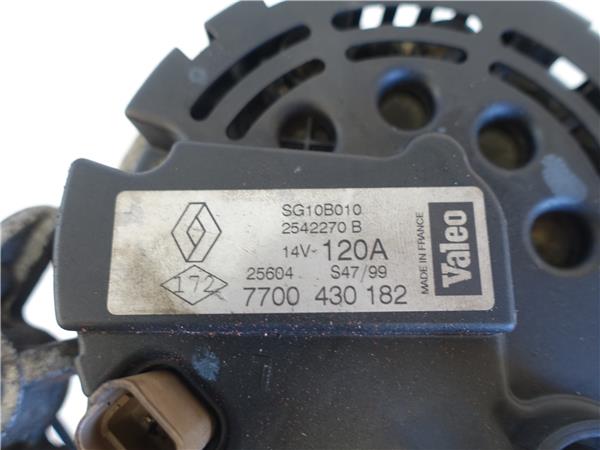 SG10B010
2542270 B
14V- 120A
25604 S47/99
172
7700 430 182
MADE IN FRANCE
Valeo